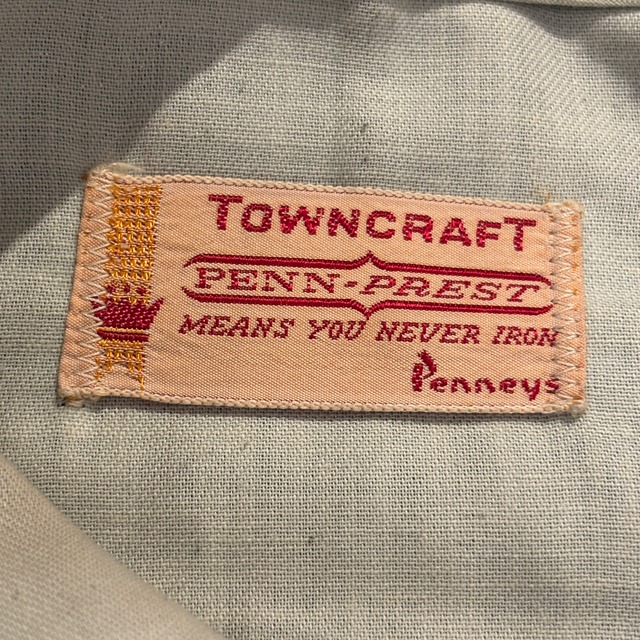 TOWNCRAFT
PENN-PREST
MEANS YOU NEVER IRON
Penneys